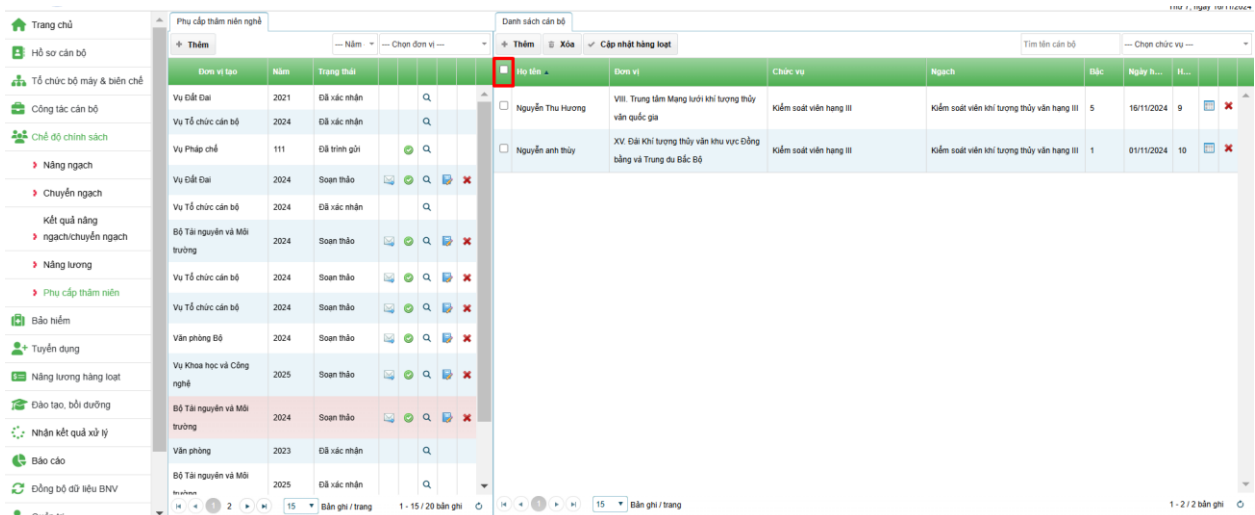 Thứ 7, ngày 16/11/2024
Trang chủ
Hồ sơ cán bộ
Tổ chức bộ máy & biên chế
Công tác cán bộ
Chế độ chính sách
Nâng ngạch
Chuyển ngạch
Kết quả nâng
ngạch/chuyển ngạch
Nâng lương
Phụ cấp thâm niên
Bảo hiểm
Tuyển dụng
Nâng lương hàng loạt
Đào tạo, bồi dưỡng
Nhận kết quả xử lý
Báo cáo
Đồng bộ dữ liệu BNV
Phụ cấp thâm niên nghề
+ Thêm --- Năm --- Chọn đơn vị ---
Đơn vị tạo Năm Trạng thái
Vụ Đất Đai 2021 Đã xác nhận
Vụ Tổ chức cán bộ 2024 Đã xác nhận
Vụ Pháp chế 111 Đã trình gửi
Vụ Đất Đai 2024 Soạn thảo
Vụ Tổ chức cán bộ 2024 Đã xác nhận
Bộ Tài nguyên và Môi
trường 2024 Soạn thảo
Vụ Tổ chức cán bộ 2024 Soạn thảo
Vụ Tổ chức cán bộ 2024 Soạn thảo
Văn phòng Bộ 2024 Soạn thảo
Vụ Khoa học và Công
nghệ 2025 Soạn thảo
Bộ Tài nguyên và Môi
trường 2024 Soạn thảo
Văn phòng 2023 Đã xác nhận
Bộ Tài nguyên và Môi
2025 Đã xác nhận
1 2 15 Bản ghi / trang 1 - 15 / 20 bản ghi
Danh sách cán bộ
+ Thêm Xóa Cập nhật hàng loạt Tìm tên cán bộ --- Chọn chức vụ ---
Họ tên Đơn vị Chức vụ Ngạch Bậc Ngày h... H...
Nguyễn Thu Hương VIII. Trung tâm Mạng lưới khí tượng thủy
văn quốc gia Kiểm soát viên hạng III Kiểm soát viên khí tượng thủy văn hạng III 5 16/11/2024 9
Nguyễn anh thùy XV. Đài Khí tượng thủy văn khu vực Đồng
bằng và Trung du Bắc Bộ Kiểm soát viên hạng III Kiểm soát viên khí tượng thủy văn hạng III 1 01/11/2024 10
1 15 Bản ghi / trang 1 - 2 / 2 bản ghi